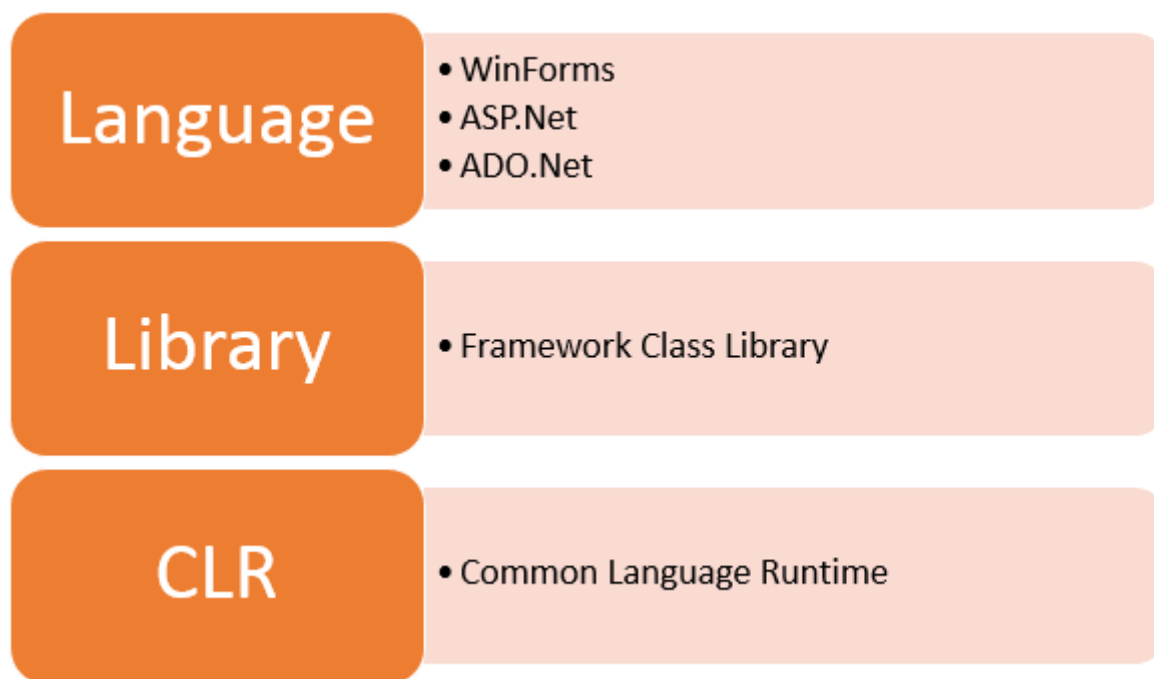 Language
• WinForms
• ASP.Net
• ADO.Net
Library
• Framework Class Library
CLR
• Common Language Runtime